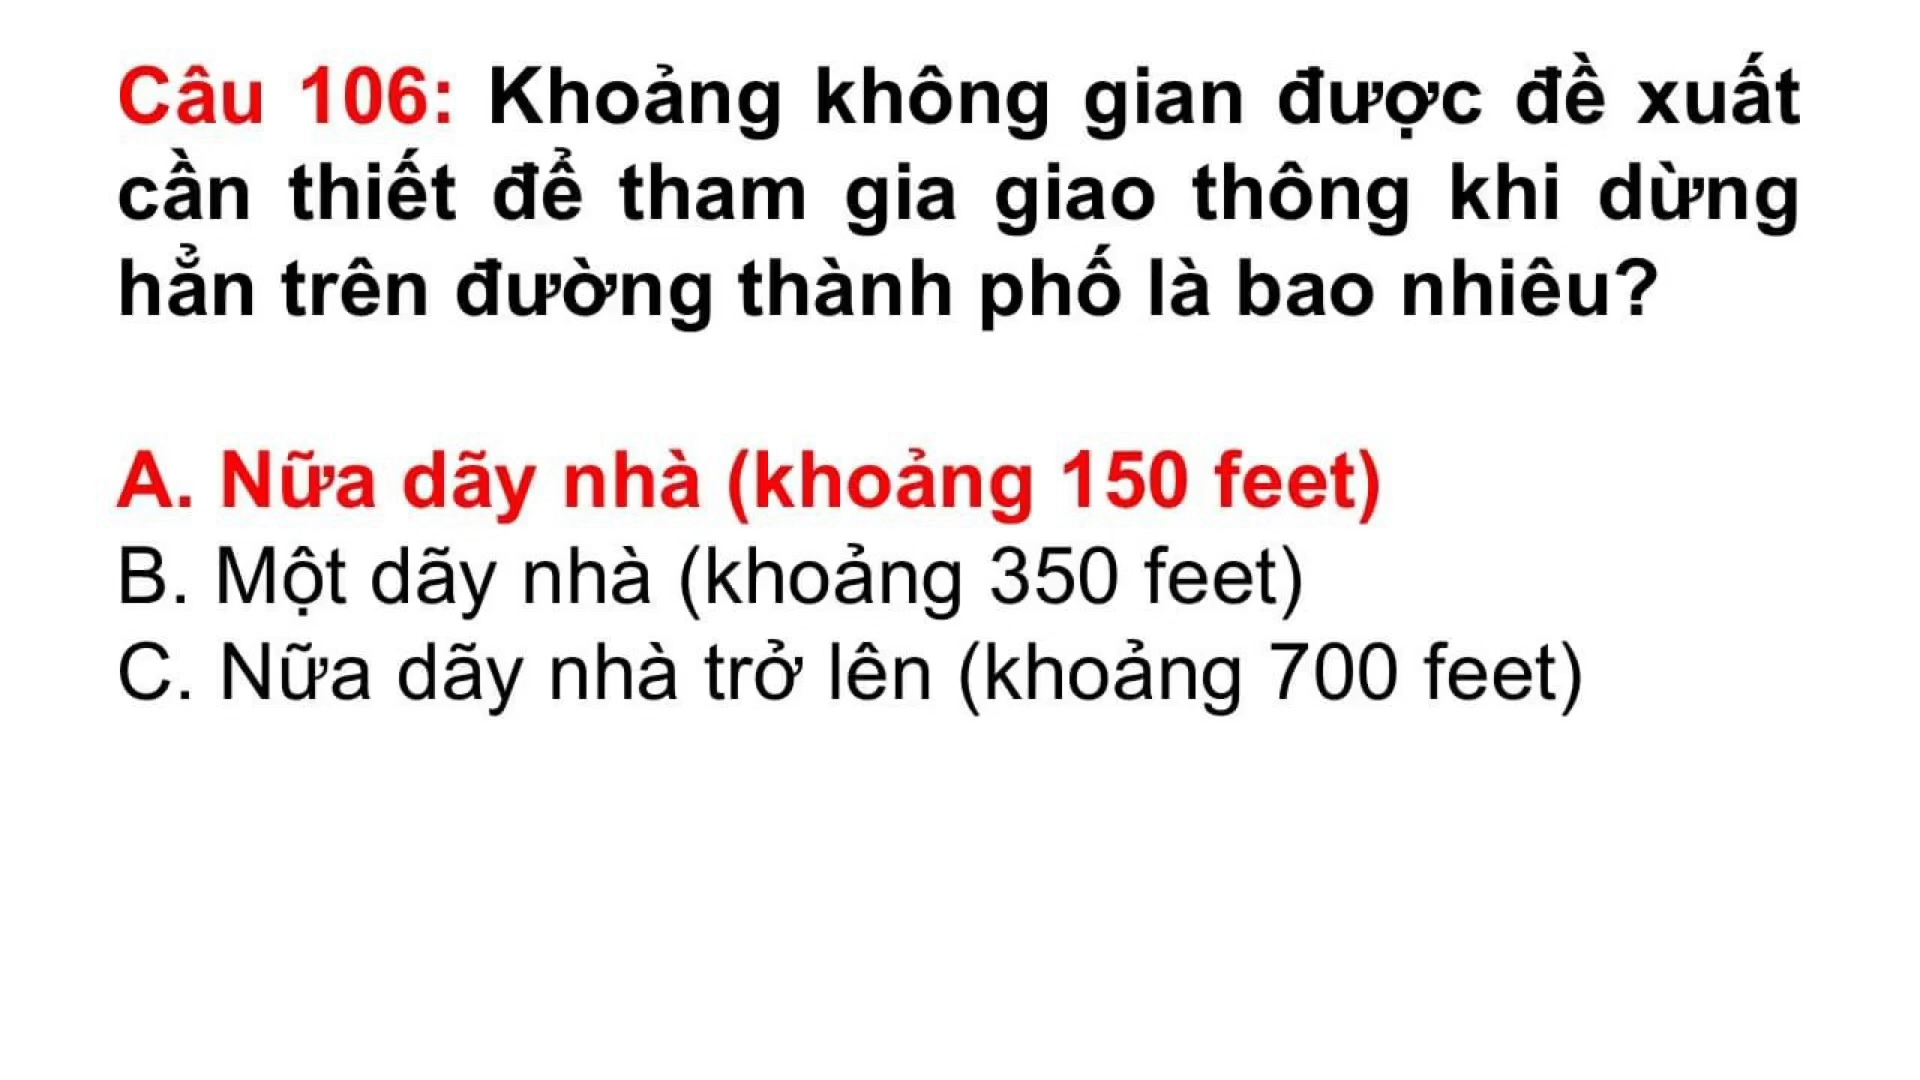 Câu 106: Khoảng không gian được đề xuất
cần thiết để tham gia giao thông khi dừng
hẳn trên đường thành phố là bao nhiêu?
A. Nữa dãy nhà (khoảng 150 feet)
B. Một dãy nhà (khoảng 350 feet)
C. Nữa dãy nhà trở lên (khoảng 700 feet)